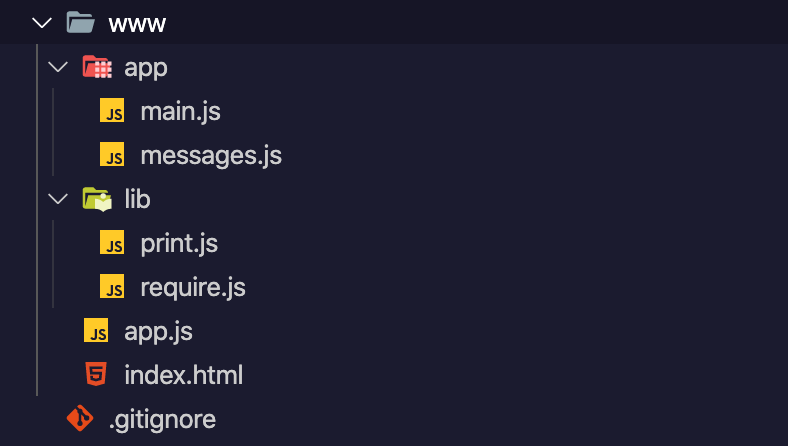 www
app
JS main.js
JS messages.js
lib
JS print.js
JS require.js
JS app.js
5 index.html
.gitignore